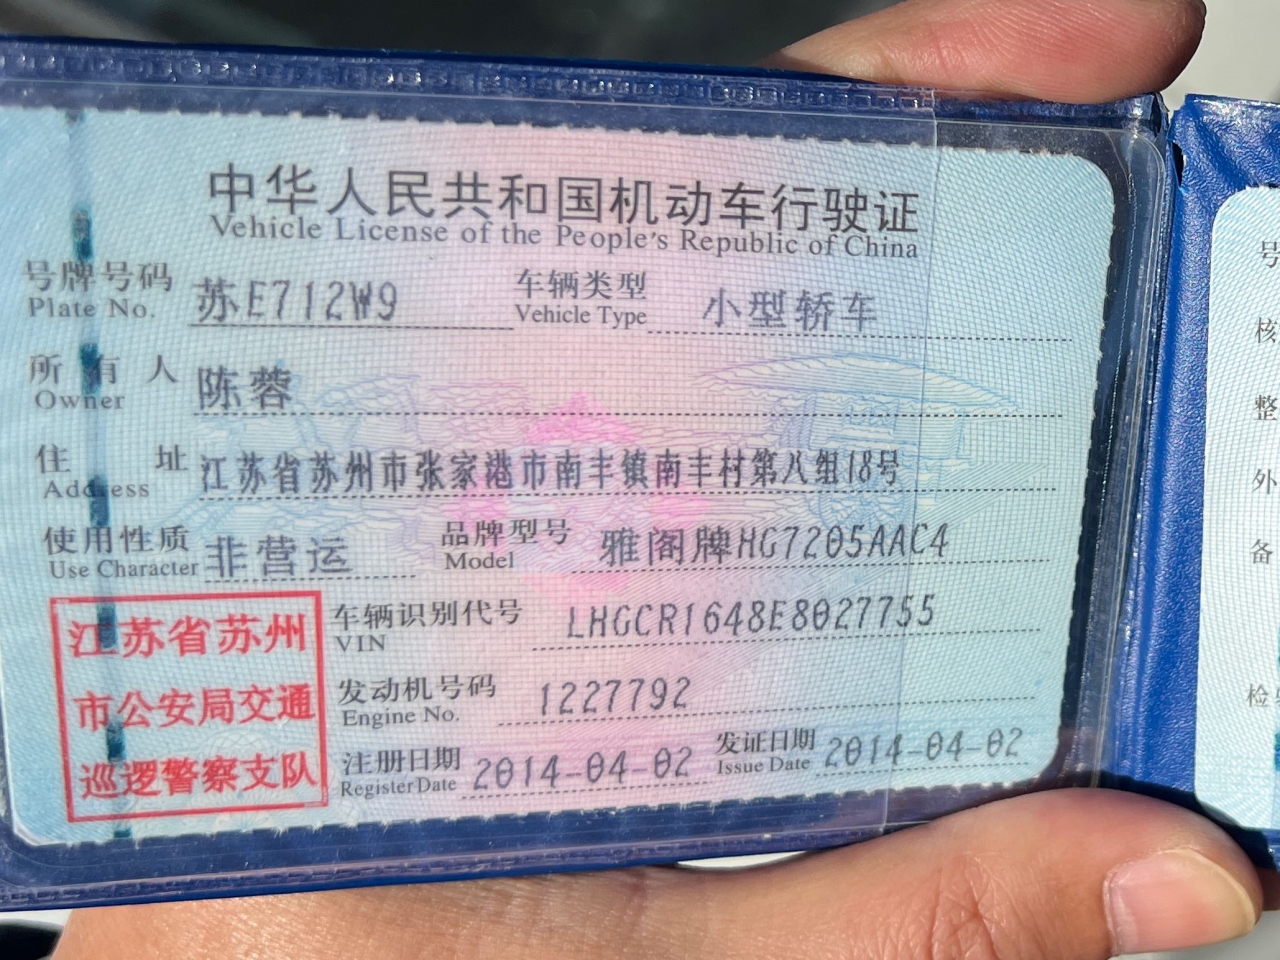 中华人民共和国机动车行驶证
Vehicle License of the People's Republic of China
号牌号码 苏E712W9 车辆类型 小型轿车
Plate No. Vehicle Type
所有人 陈蓉
Owner
住址 江苏省苏州市张家港市南丰镇南丰村第八组18号
Address
使用性质 非营运 品牌型号 雅阁牌HG7205AAC4
Use Character Model
江苏省苏州
市公安局交通
巡逻警察支队
车辆识别代号 LHGCR1648E8027755
VIN
发动机号码 1227792
Engine No.
注册日期 2014-04-02 发证日期 2014-04-02
Register Date Issue Date
号
核
整
外
备
检